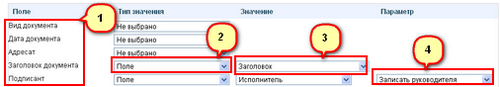 Поле Тип значения Значение Параметр
Вид документа Не выбрано
Дата документа Не выбрано
Адресат Не выбрано
Заголовок документа Поле Заголовок
Подписант Поле Исполнитель Записать руководителя
1
2
3
4